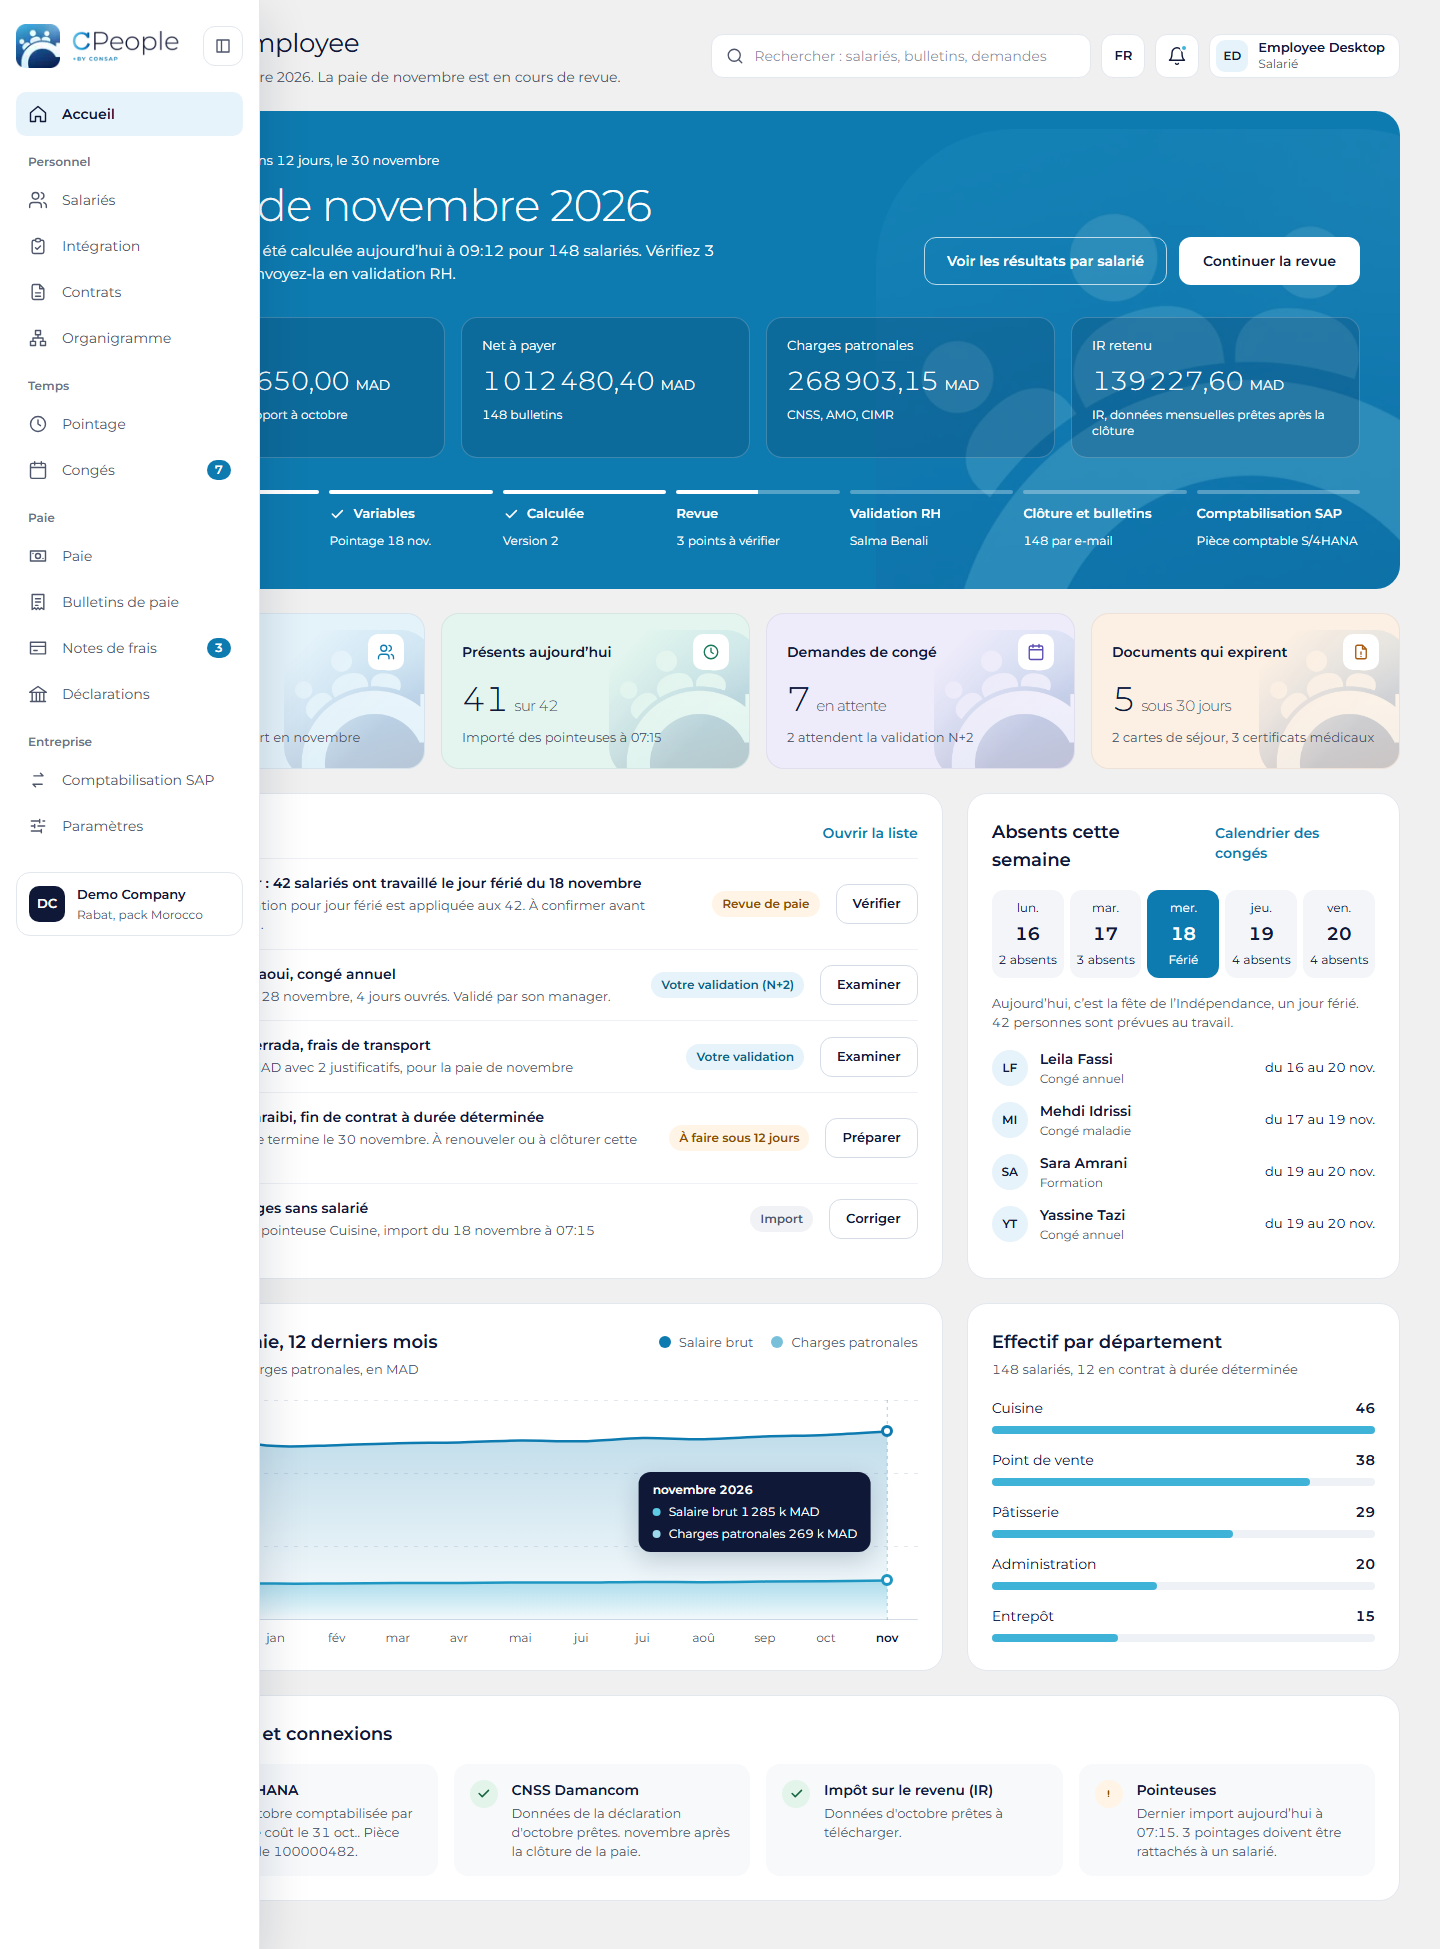 CPeople
BY CONSAP
Accueil
Personnel
Salariés
Intégration
Contrats
Organigramme
Temps
Pointage
Congés 7
Paie
Paie
Bulletins de paie
Notes de frais 3
Déclarations
Entreprise
Comptabilisation SAP
Paramètres
DC
Demo Company
Rabat, pack Morocco
mployee
re 2026. La paie de novembre est en cours de revue.
Rechercher : salariés, bulletins, demandes
FR
ED
Employee Desktop
Salarié
ns 12 jours, le 30 novembre
de novembre 2026
été calculée aujourd’hui à 09:12 pour 148 salariés. Vérifiez 3
nvoyez-la en validation RH.
Voir les résultats par salarié
Continuer la revue
650,00 MAD
pport à octobre
Net à payer
1 012 480,40 MAD
148 bulletins
Charges patronales
268 903,15 MAD
CNSS, AMO, CIMR
IR retenu
139 227,60 MAD
IR, données mensuelles prêtes après la
clôture
Variables
Pointage 18 nov.
Calculée
Version 2
Revue
3 points à vérifier
Validation RH
Salma Benali
Clôture et bulletins
148 par e-mail
Comptabilisation SAP
Pièce comptable S/4HANA
rt en novembre
Présents aujourd’hui
41 sur 42
Importé des pointeuses à 07:15
Demandes de congé
7 en attente
2 attendent la validation N+2
Documents qui expirent
5 sous 30 jours
2 cartes de séjour, 3 certificats médicaux
Ouvrir la liste
r : 42 salariés ont travaillé le jour férié du 18 novembre
tion pour jour férié est appliquée aux 42. À confirmer avant
.
Revue de paie
Vérifier
aoui, congé annuel
28 novembre, 4 jours ouvrés. Validé par son manager.
Votre validation (N+2)
Examiner
errada, frais de transport
AD avec 2 justificatifs, pour la paie de novembre
Votre validation
Examiner
araibi, fin de contrat à durée déterminée
e termine le 30 novembre. À renouveler ou à clôturer cette
À faire sous 12 jours
Préparer
ges sans salarié
pointeuse Cuisine, import du 18 novembre à 07:15
Import
Corriger
Absents cette
semaine
Calendrier des
congés
lun. mar. mer. jeu. ven.
16 17 18 19 20
2 absents 3 absents Férié 4 absents 4 absents
Aujourd’hui, c’est la fête de l’Indépendance, un jour férié.
42 personnes sont prévues au travail.
LF
Leila Fassi
Congé annuel
du 16 au 20 nov.
MI
Mehdi Idrissi
Congé maladie
du 17 au 19 nov.
SA
Sara Amrani
Formation
du 19 au 20 nov.
YT
Yassine Tazi
Congé annuel
du 19 au 20 nov.
aie, 12 derniers mois
rges patronales, en MAD
Salaire brut
Charges patronales
novembre 2026
Salaire brut 1 285 k MAD
Charges patronales 269 k MAD
jan fév mar avr mai jui jui aoû sep oct nov
Effectif par département
148 salariés, 12 en contrat à durée déterminée
Cuisine 46
Point de vente 38
Pâtisserie 29
Administration 20
Entrepôt 15
et connexions
HANA
tobre comptabilisée par
coût le 31 oct.. Pièce
le 100000482.
CNSS Damancom
Données de la déclaration
d'octobre prêtes. novembre après
la clôture de la paie.
Impôt sur le revenu (IR)
Données d'octobre prêtes à
télécharger.
Pointeuses
Dernier import aujourd’hui à
07:15. 3 pointages doivent être
rattachés à un salarié.